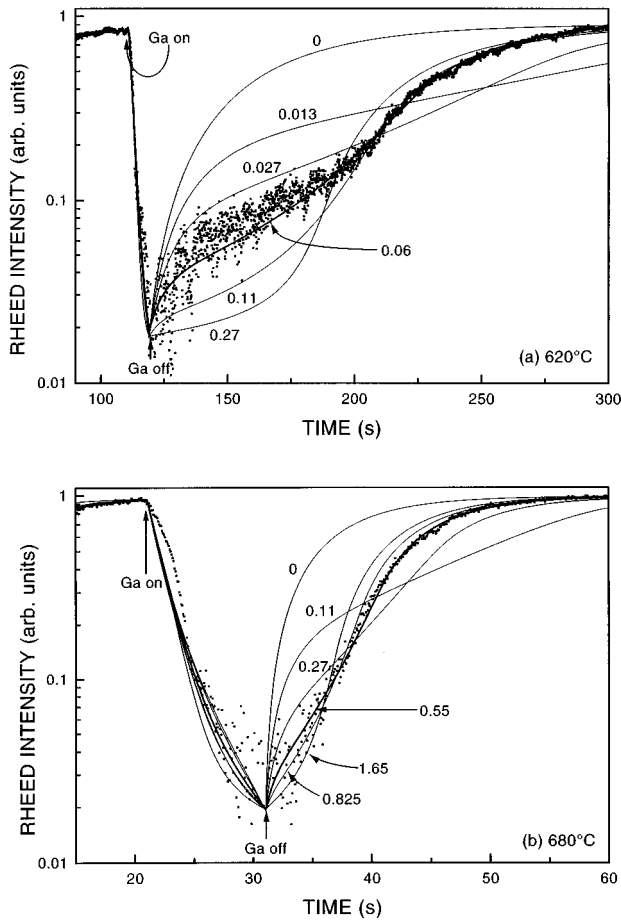 1
0.1
0.01
RHEED INTENSITY (arb. units)
Ga on
0
0.013
0.027
0.06
0.11
0.27
Ga off
(a) 620°C
100
150
200
250
300
TIME (s)
1
0.1
0.01
RHEED INTENSITY (arb. units)
Ga on
0
0.11
0.27
0.55
1.65
0.825
Ga off
(b) 680°C
20
30
40
50
60
TIME (s)